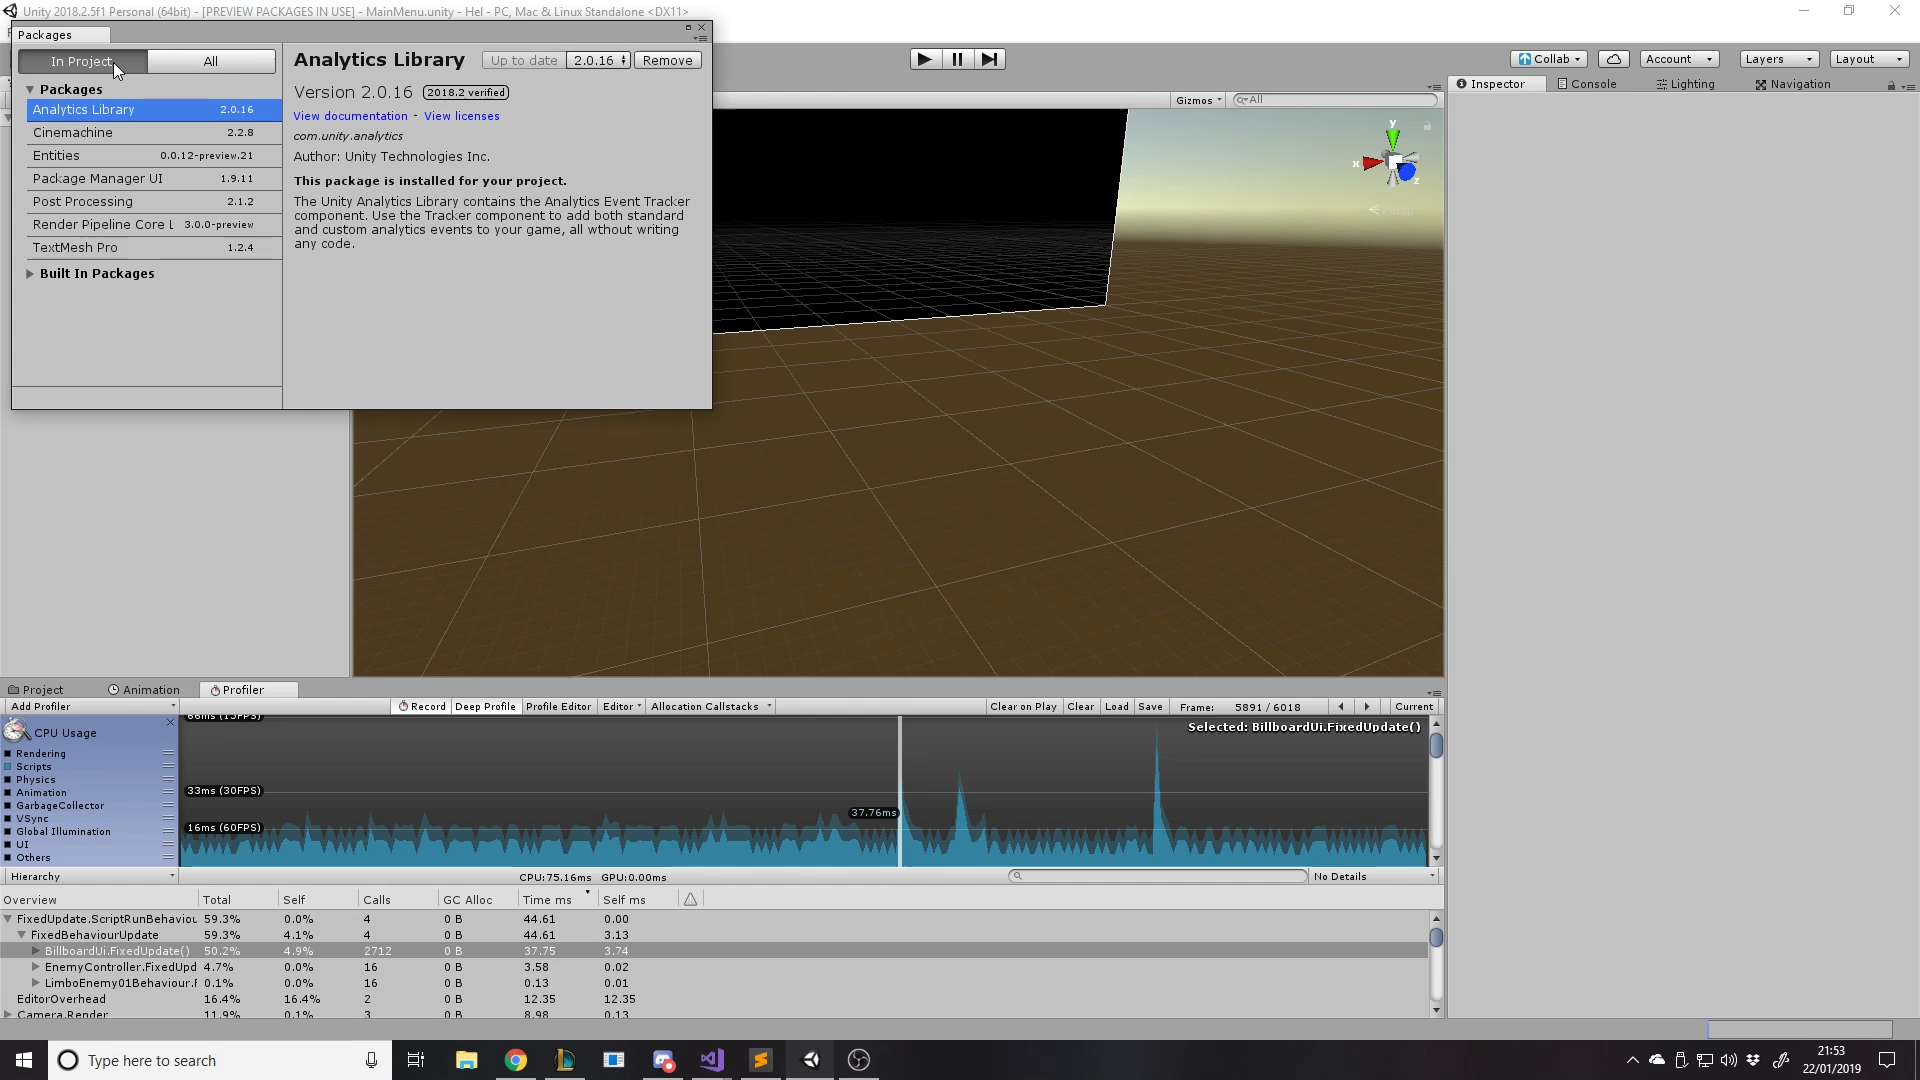 Unity 2018.2.5f1 Personal (64bit) - [PREVIEW PACKAGES IN USE] - MainMenu.unity - Hel - PC, Mac & Linux Standalone <DX11>
Packages
In Project
All
Packages
Analytics Library 2.0.16
Cinemachine 2.2.8
Entities 0.0.12-preview.21
Package Manager UI 1.9.11
Post Processing 2.1.2
Render Pipeline Core L 3.0.0-preview
TextMesh Pro 1.2.4
Built In Packages
Analytics Library
Up to date 2.0.16 Remove
Version 2.0.16 2018.2 verified
View documentation - View licenses
com.unity.analytics
Author: Unity Technologies Inc.
This package is installed for your project.
The Unity Analytics Library contains the Analytics Event Tracker
component. Use the Tracker component to add both standard
and custom analytics events to your game, all wthout writing
any code.
Collab Account Layers Layout
Gizmos All
y
x
z
Persp
Inspector Console Lighting Navigation
Project Animation Profiler
Add Profiler Record Deep Profile Profile Editor Editor Allocation Callstacks Clear on Play Clear Load Save Frame: 5891 / 6018 Current
CPU Usage
Rendering
Scripts
Physics
Animation
GarbageCollector
VSync
Global Illumination
UI
Others
66ms (15FPS)
Selected: BillboardUi.FixedUpdate()
33ms (30FPS)
37.76ms
16ms (60FPS)
Hierarchy CPU:75.16ms GPU:0.00ms No Details
Overview Total Self Calls GC Alloc Time ms Self ms
FixedUpdate.ScriptRunBehaviou 59.3% 0.0% 4 0 B 44.61 0.00
FixedBehaviourUpdate 59.3% 4.1% 4 0 B 44.61 3.13
BillboardUi.FixedUpdate() 50.2% 4.9% 2712 0 B 37.75 3.74
EnemyController.FixedUpd 4.7% 0.0% 16 0 B 3.58 0.02
LimboEnemy01Behaviour.F 0.1% 0.0% 16 0 B 0.13 0.01
EditorOverhead 16.4% 16.4% 2 0 B 12.35 12.35
Camera.Render 11.9% 0.1% 3 0 B 8.98 0.13
Type here to search
21:53
22/01/2019